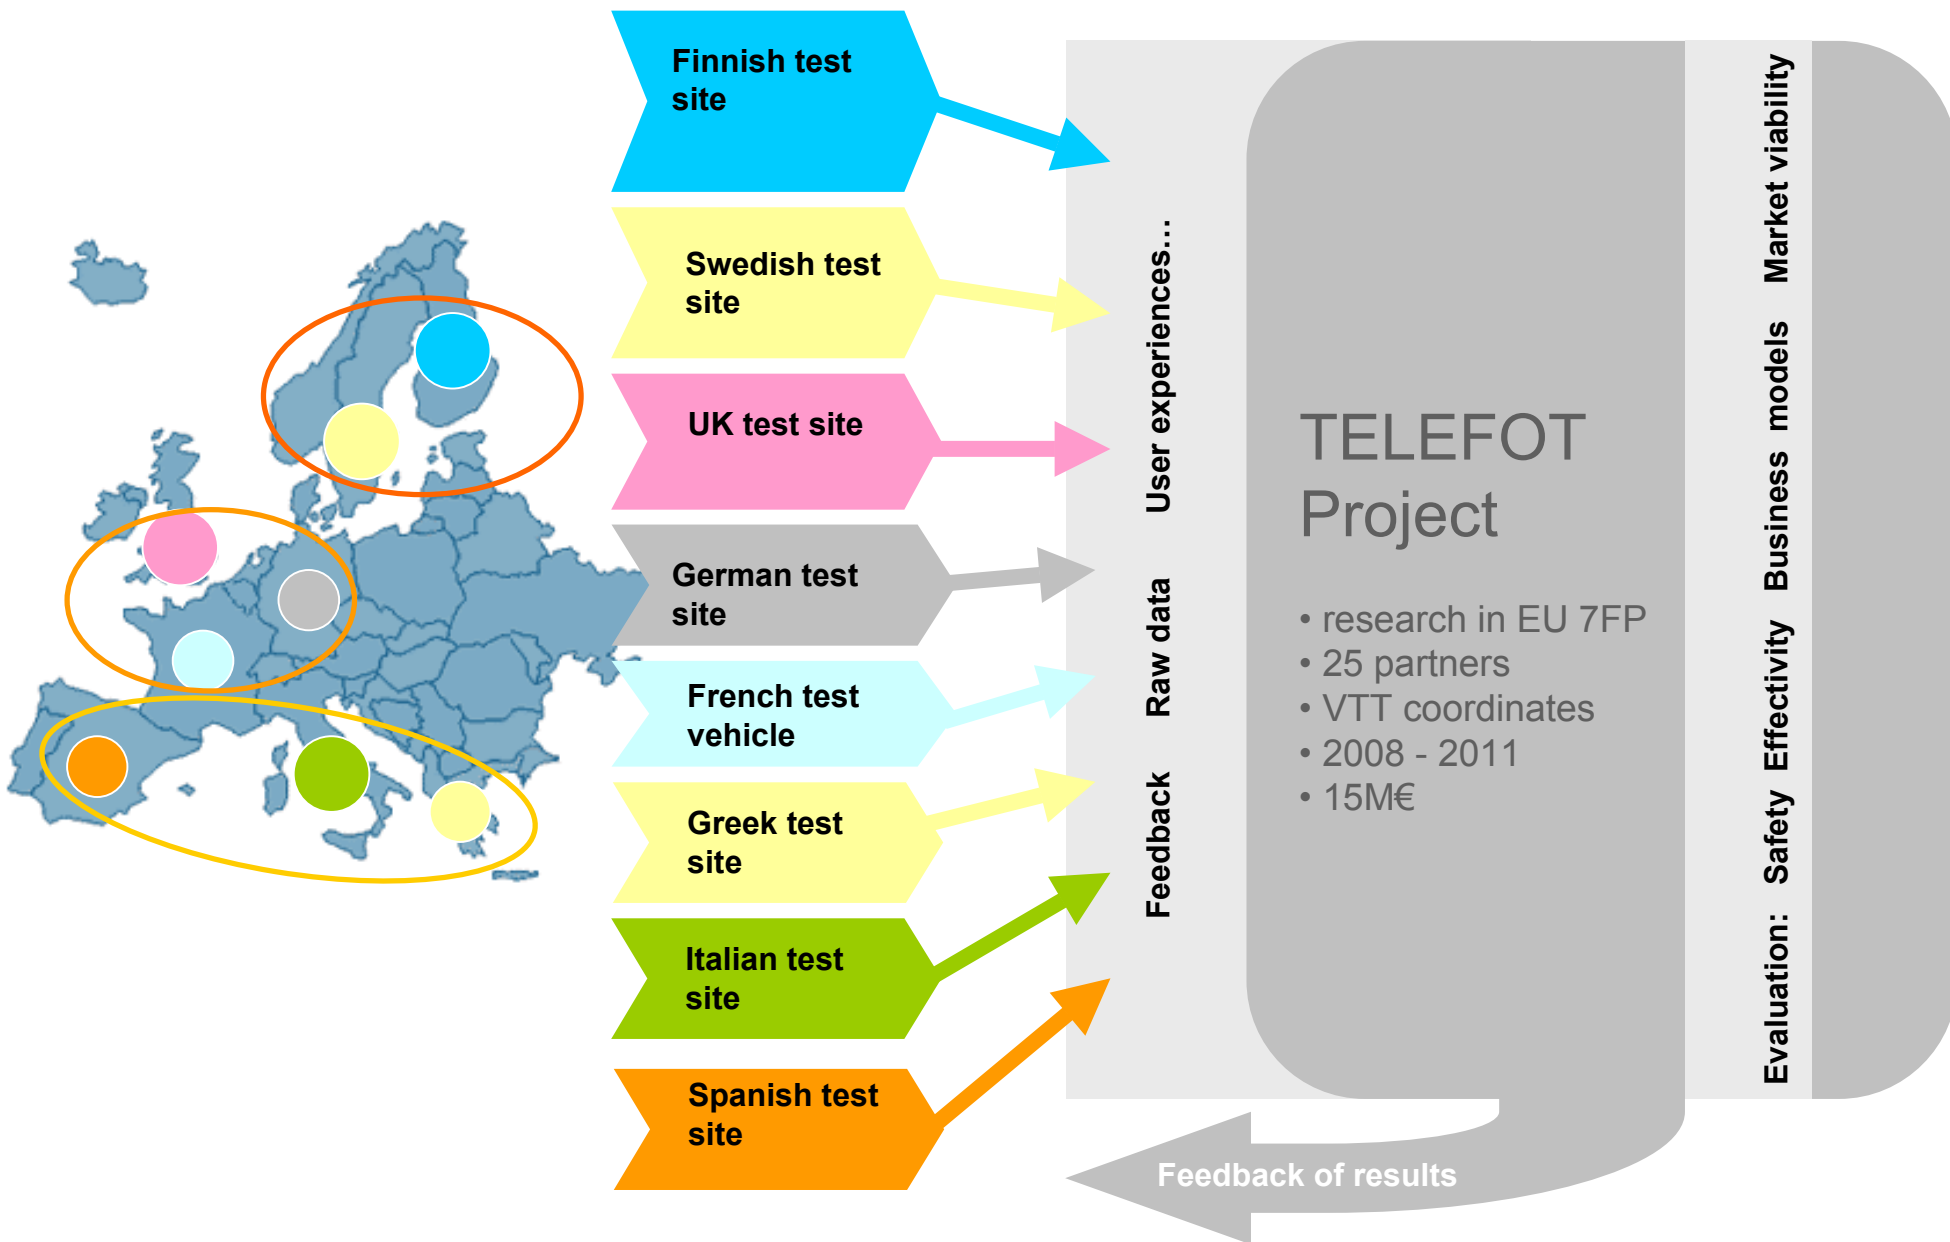 Finnish test
site
Swedish test
site
UK test site
German test
site
French test
vehicle
Greek test
site
Italian test
site
Spanish test
site
Feedback Raw data User experiences...
TELEFOT
Project
• research in EU 7FP
• 25 partners
• VTT coordinates
• 2008 - 2011
• 15M€
Evaluation: Safety Effectivity Business models Market viability
Feedback of results